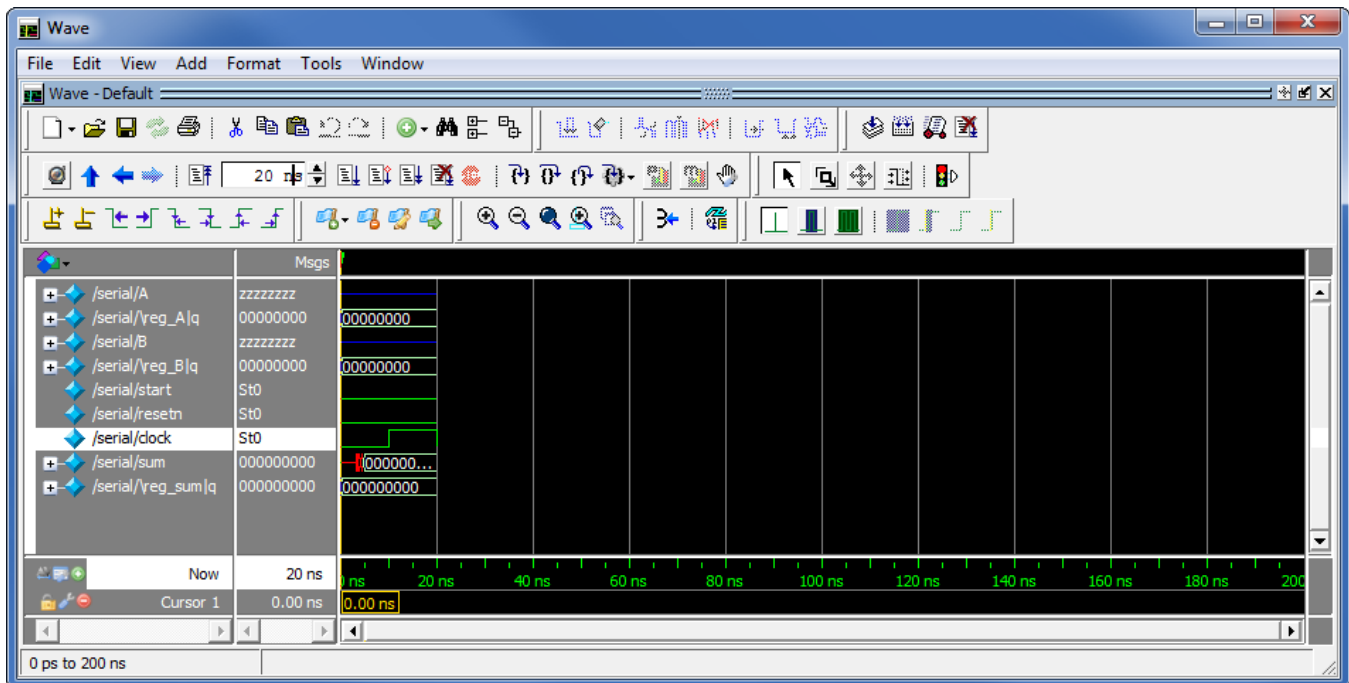 Wave
File Edit View Add Format Tools Window
Wave - Default
20 ns
Msgs
/serial/A zzzzzzzz
/serial/\reg_A|q 00000000 00000000
/serial/B zzzzzzzz
/serial/\reg_B|q 00000000 00000000
/serial/start St0
/serial/resetn St0
/serial/clock St0
/serial/sum 000000000 000000...
/serial/\reg_sum|q 000000000 000000000
Now 20 ns ns 20 ns 40 ns 60 ns 80 ns 100 ns 120 ns 140 ns 160 ns 180 ns 200
Cursor 1 0.00 ns 0.00 ns
0 ps to 200 ns